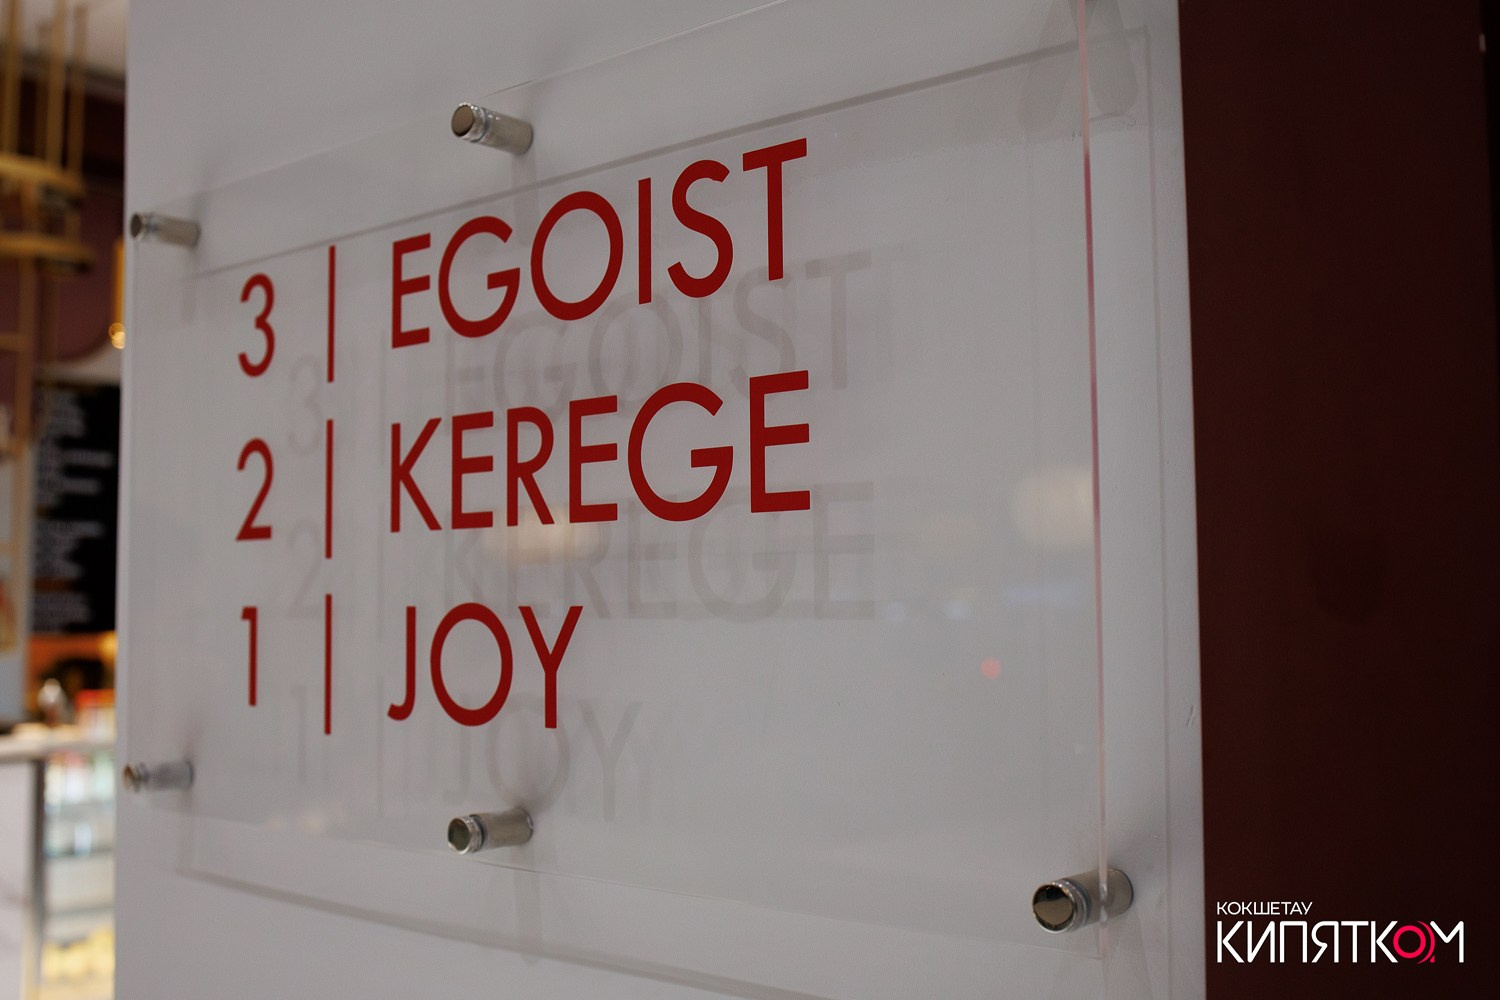 3 | EGOIST
2 | KEREGE
1 | JOY
КОКШЕТАУ
КИПЯТКОМ